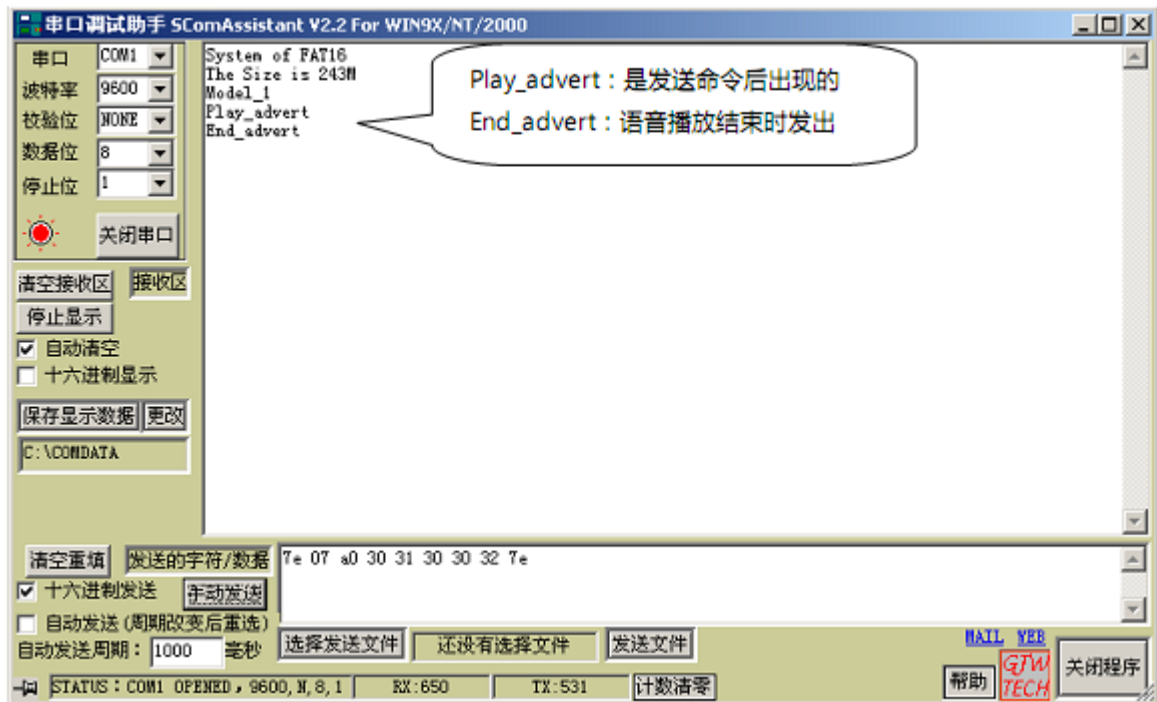 串口调试助手 SComAssistant V2.2 For WIN9X/NT/2000
串口 COM1
波特率 9600
校验位 NONE
数据位 8
停止位 1
关闭串口
清空接收区 接收区
停止显示
自动清空
十六进制显示
保存显示数据 更改
C:\COMDATA
System of FAT16
The Size is 243M
Model_1
Play_advert
End_advert
Play_advert：是发送命令后出现的
End_advert：语音播放结束时发出
清空重填 发送的字符/数据 7e 07 a0 30 31 30 30 32 7e
十六进制发送 手动发送
自动发送(周期改变后重选)
自动发送周期： 1000 毫秒 选择发送文件 还没有选择文件 发送文件
MAIL WEB
帮助 GJW TECH 关闭程序
STATUS：COM1 OPENED，9600,N,8,1 RX:650 TX:531 计数清零